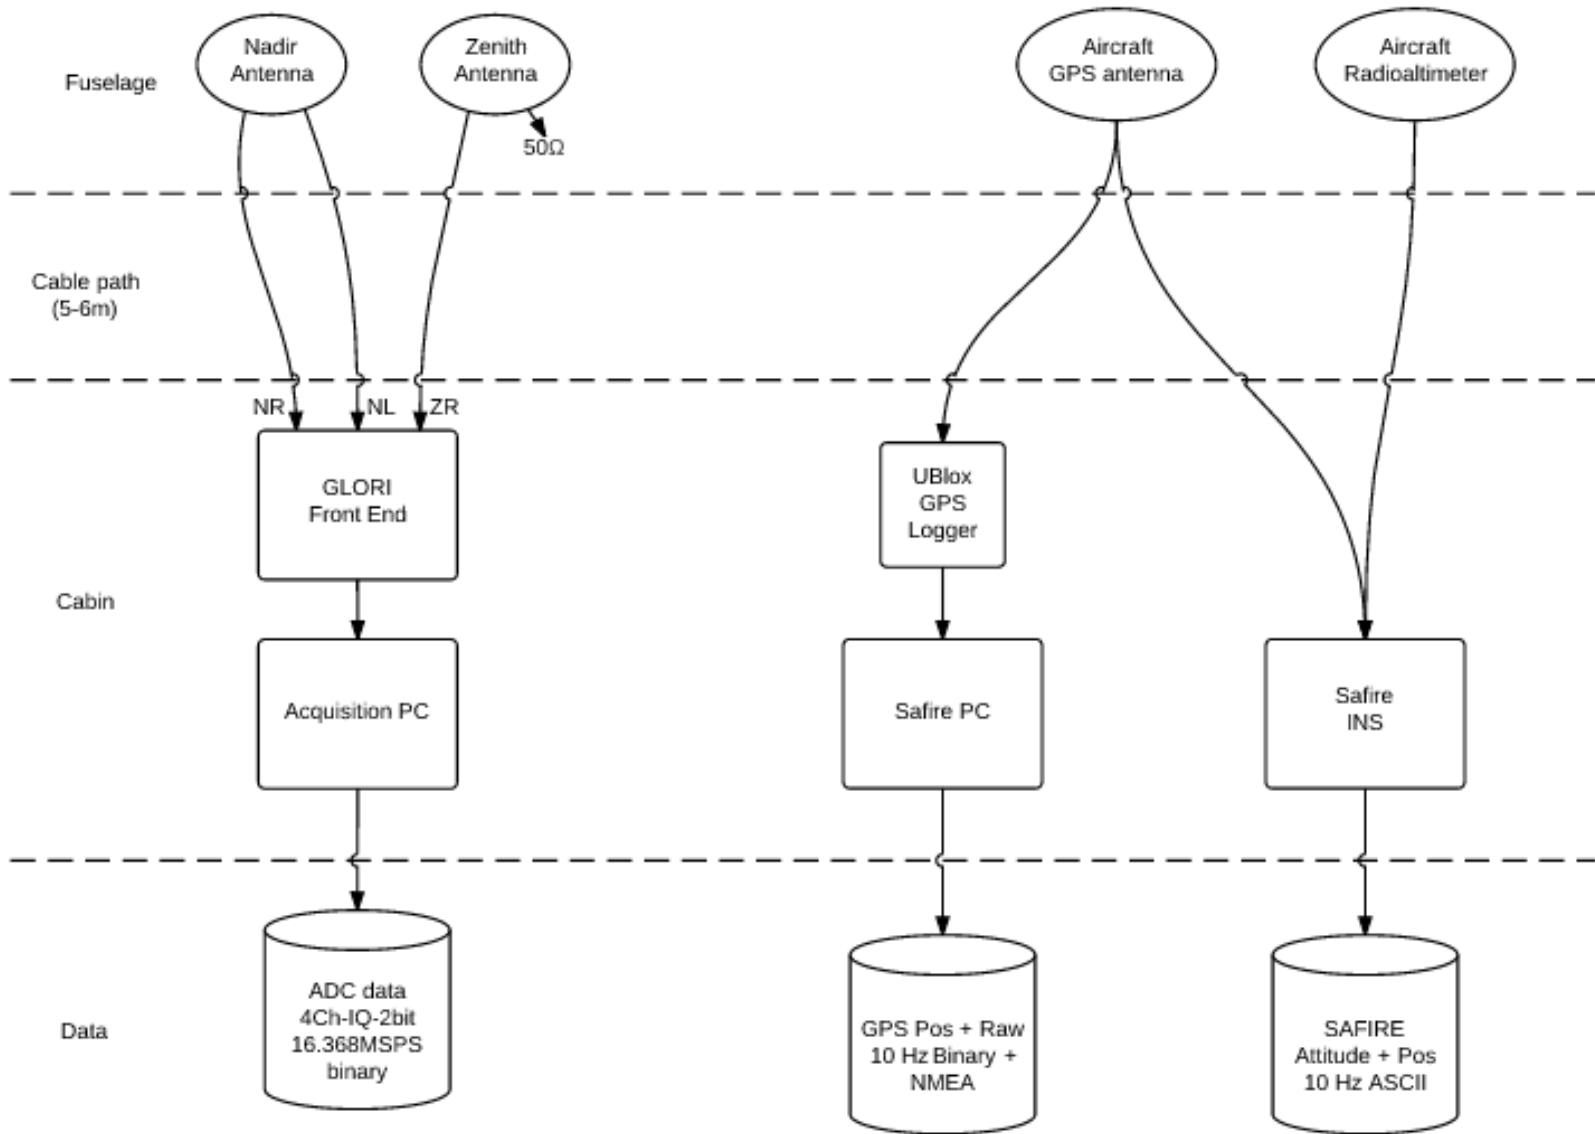 Fuselage
Nadir
Antenna
Zenith
Antenna
50Ω
Aircraft
GPS antenna
Aircraft
Radioaltimeter
Cable path
(5-6m)
NR
NL
ZR
Cabin
GLORI
Front End
UBlox
GPS
Logger
Acquisition PC
Safire PC
Safire
INS
Data
ADC data
4Ch-IQ-2bit
16.368MSPS
binary
GPS Pos + Raw
10 Hz Binary +
NMEA
SAFIRE
Attitude + Pos
10 Hz ASCII